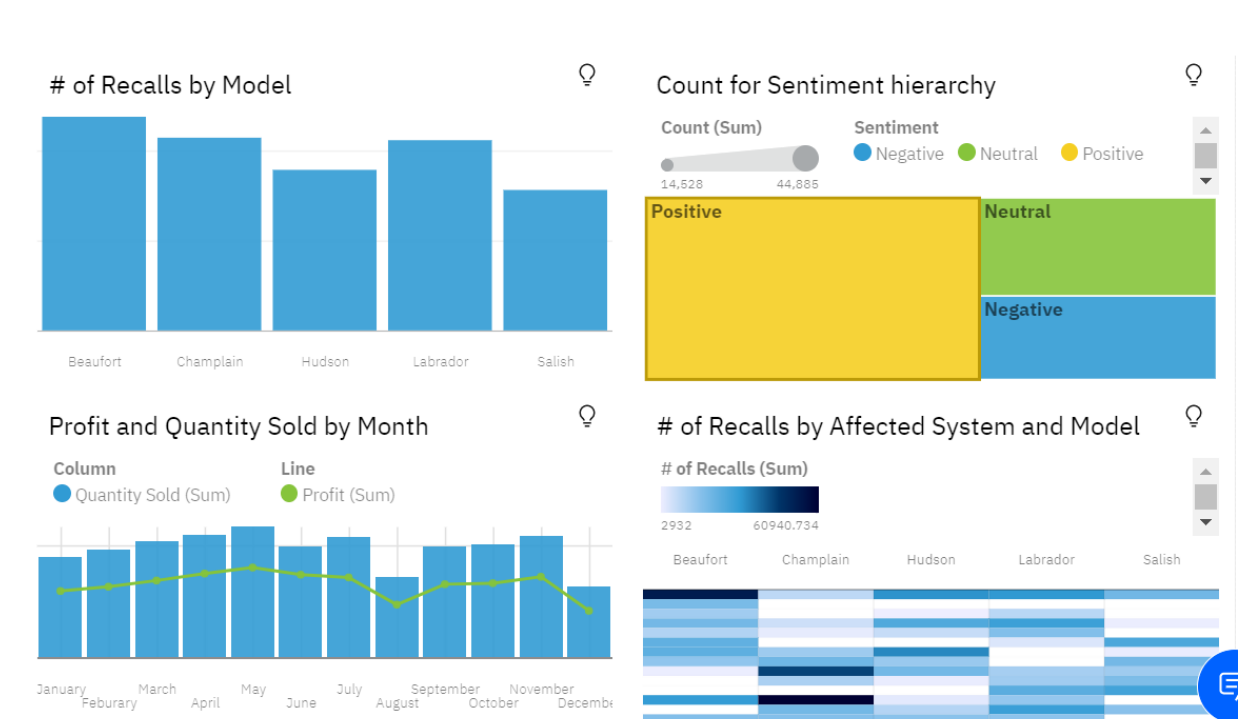 # of Recalls by Model
Beaufort Champlain Hudson Labrador Salish
Count for Sentiment hierarchy
Count (Sum)
14,528 44,885
Sentiment
Negative Neutral Positive
Positive
Neutral
Negative
Profit and Quantity Sold by Month
Column
Quantity Sold (Sum)
Line
Profit (Sum)
January March May July September November
Feburary April June August October Decembe
# of Recalls by Affected System and Model
# of Recalls (Sum)
2932 60940.734
Beaufort Champlain Hudson Labrador Salish